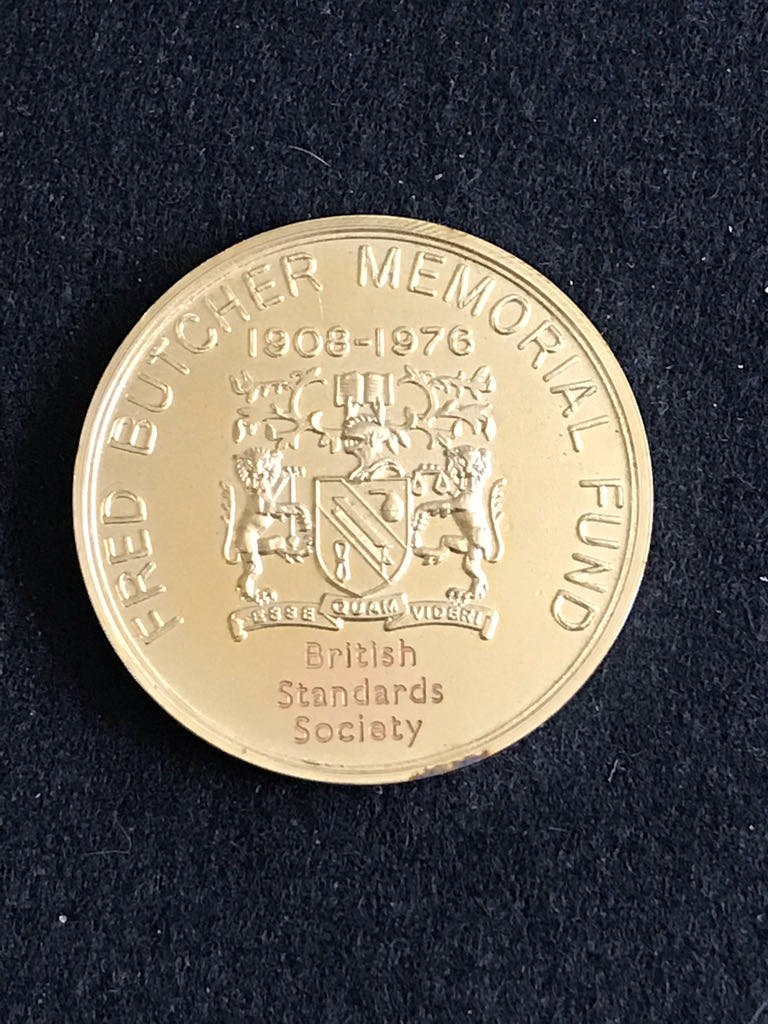 FRED BUTCHER MEMORIAL FUND
1908-1976
ESSE QUAM VIDERI
British
Standards
Society